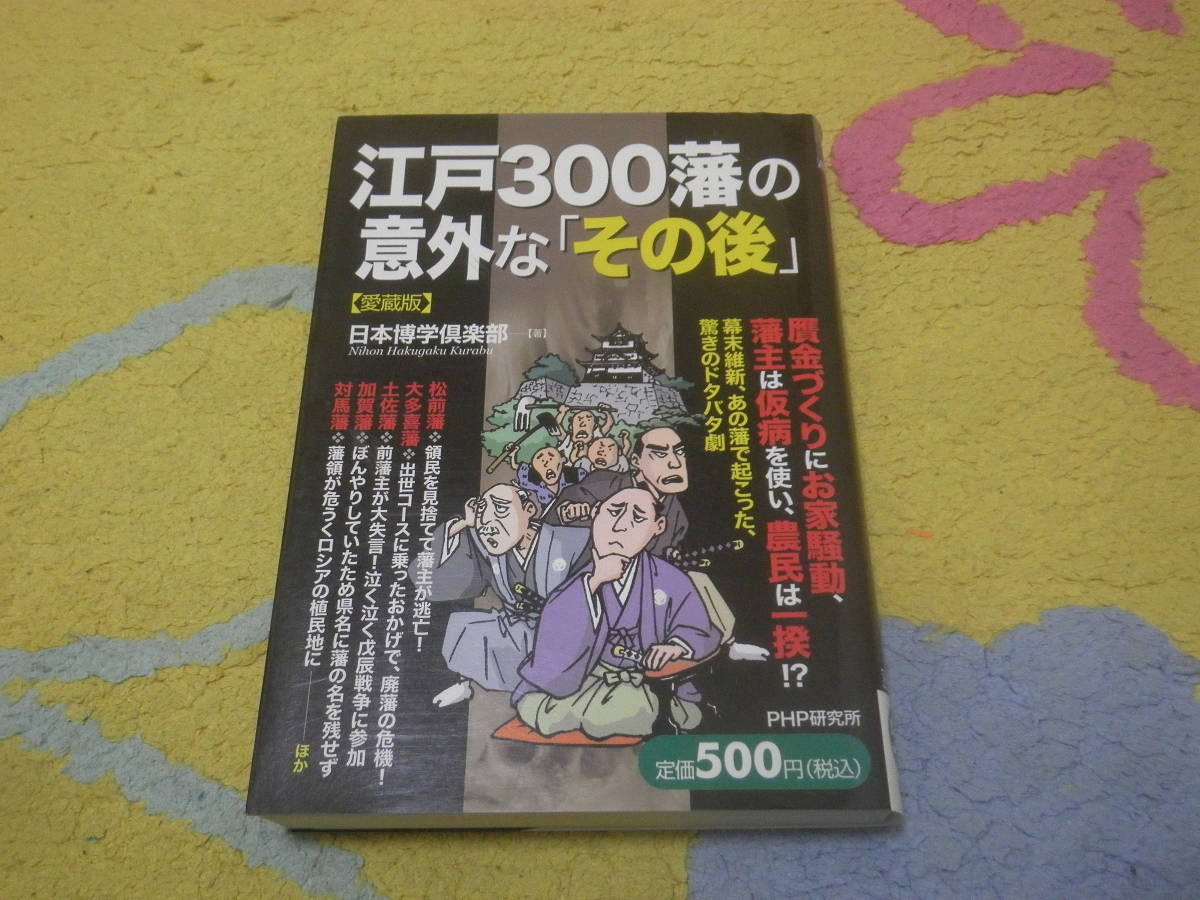 江戸300藩の
意外な「その後」
【愛蔵版】
日本博学倶楽部―【著】
Nihon Hakugaku Kurabu
贋金づくりにお家騒動、
藩主は仮病を使い、農民は一揆!?
幕末維新、あの藩で起こった、
驚きのドタバタ劇
松前藩❖領民を見捨てて藩主が逃亡!
大多喜藩❖出世コースに乗ったおかげで、廃藩の危機!
土佐藩❖前藩主が大失言!泣く泣く戊辰戦争に参加
加賀藩❖ぼんやりしていたため県名に藩の名を残せず
対馬藩❖藩領が危うくロシアの植民地に――ほか
PHP研究所
定価500円(税込)